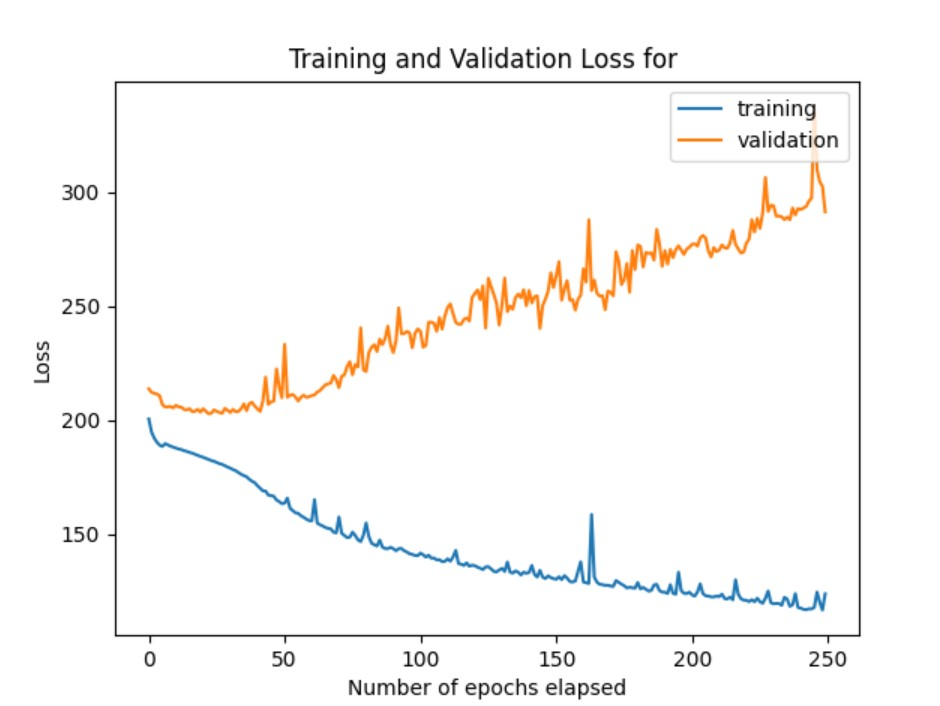 Training and Validation Loss for
training
validation
300
250
200
150
Loss
0 50 100 150 200 250
Number of epochs elapsed